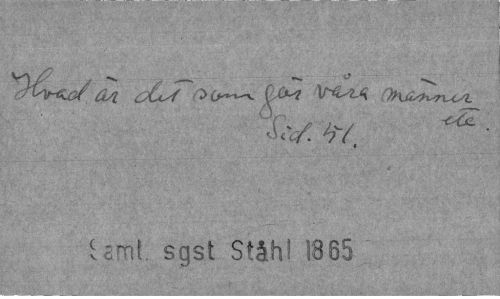 Hvad är det som gör våra männer
etc.
Sid. 51.
Saml. sgst Ståhl 1865